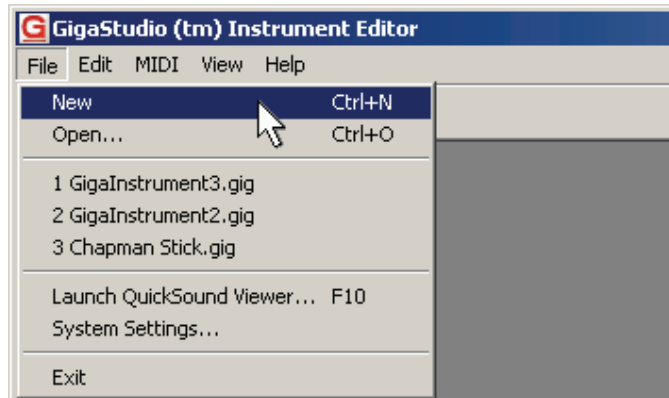 G GigaStudio (tm) Instrument Editor
File Edit MIDI View Help
New Ctrl+N
Open... Ctrl+O
1 GigaInstrument3.gig
2 GigaInstrument2.gig
3 Chapman Stick.gig
Launch QuickSound Viewer... F10
System Settings...
Exit